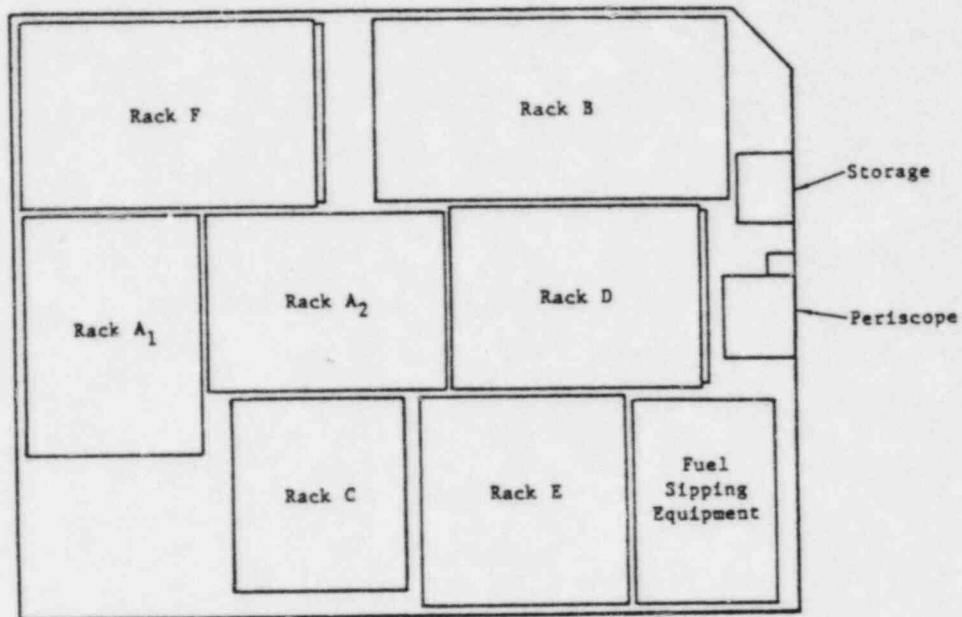 Rack F
Rack B
Storage
Rack A1
Rack A2
Rack D
Periscope
Rack C
Rack E
Fuel
Sipping
Equipment